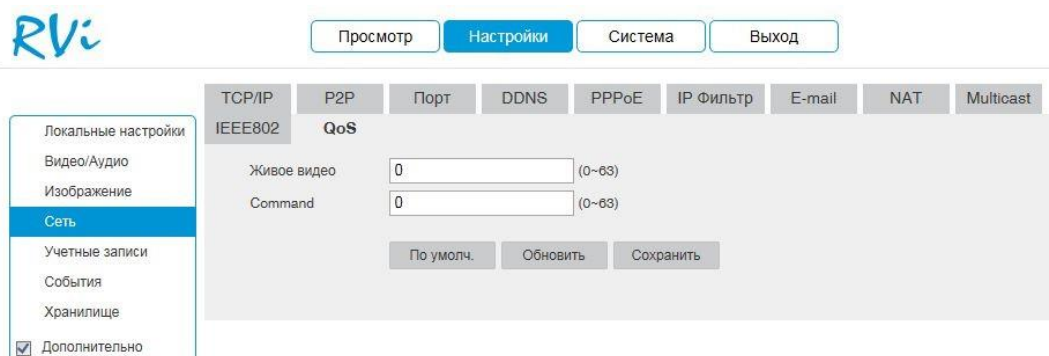 RVi
Просмотр Настройки Система Выход
TCP/IP P2P Порт DDNS PPPoE IP Фильтр E-mail NAT Multicast
IEEE802 QoS
Локальные настройки
Видео/Аудио
Изображение
Сеть
Учетные записи
События
Хранилище
Дополнительно
Живое видео 0 (0~63)
Command 0 (0~63)
По умолч. Обновить Сохранить